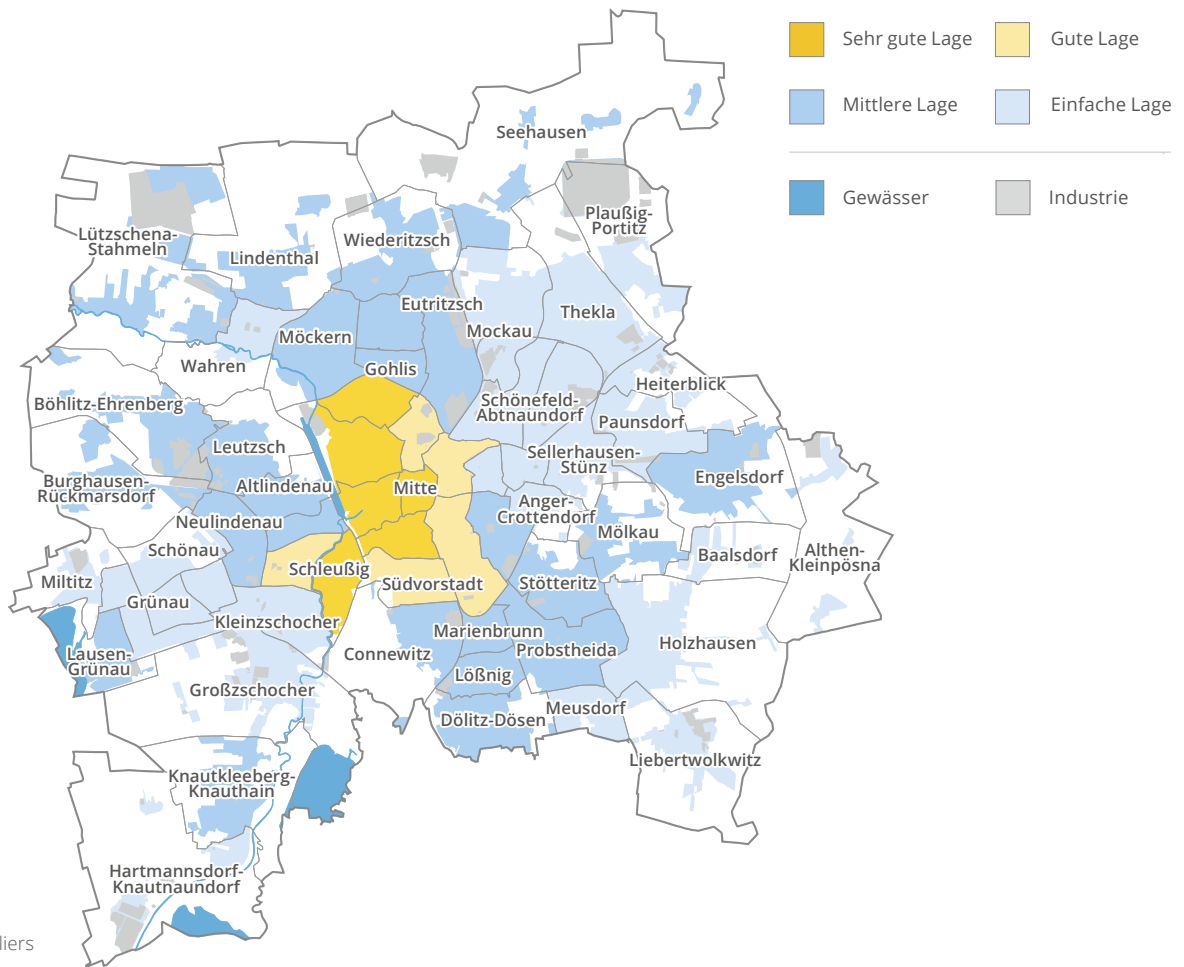 Sehr gute Lage
Gute Lage
Mittlere Lage
Einfache Lage
Gewässer
Industrie
Seehausen
Plaußig-
Portitz
Lützschena-
Stahmeln
Wiederitzsch
Lindenthal
Eutritzsch
Thekla
Mockau
Möckern
Wahren
Gohlis
Heiterblick
Böhlitz-Ehrenberg
Schönefeld-
Abtnaundorf
Paunsdorf
Leutzsch
Sellerhausen-
Stünz
Engelsdorf
Burghausen-
Rückmarsdorf
Altlindenau
Mitte
Anger-
Crottendorf
Neulindenau
Mölkau
Schönau
Baalsdorf
Althen-
Kleinpösna
Miltitz
Schleußig
Südvorstadt
Stötteritz
Grünau
Kleinzschocher
Marienbrunn
Probstheida
Holzhausen
Lausen-
Grünau
Connewitz
Lößnig
Großzschocher
Meusdorf
Dölitz-Dösen
Liebertwolkwitz
Knautkleeberg-
Knauthain
Hartmannsdorf-
Knautnaundorf
liers